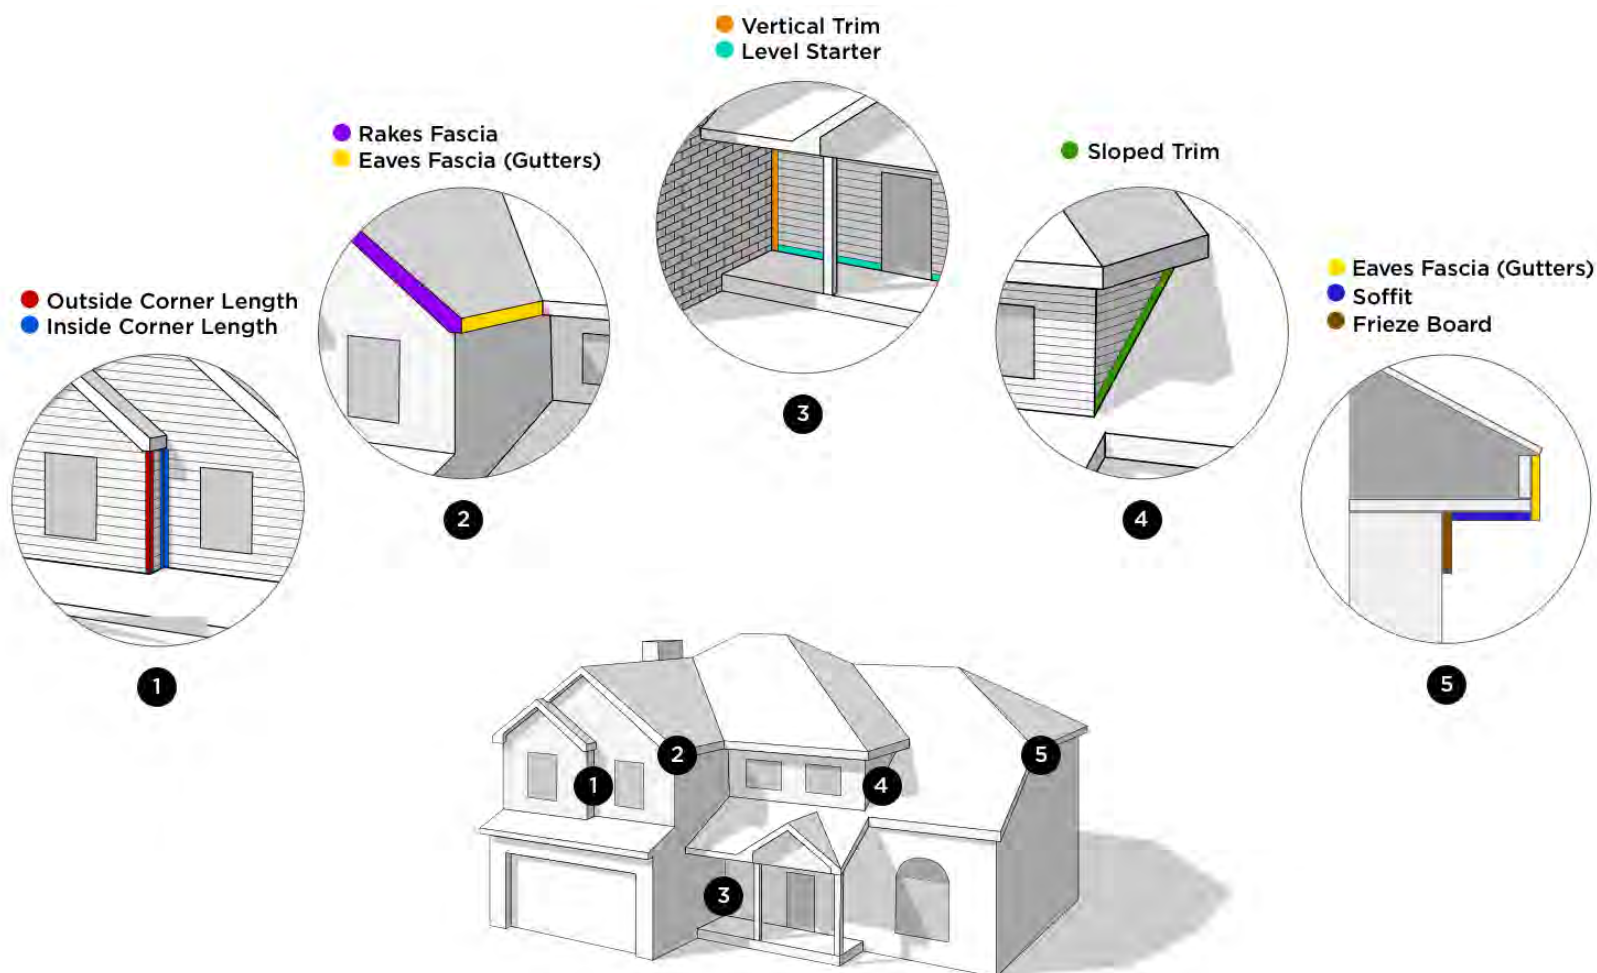 Vertical Trim
Level Starter
Rakes Fascia
Eaves Fascia (Gutters)
Sloped Trim
Outside Corner Length
Inside Corner Length
Eaves Fascia (Gutters)
Soffit
Frieze Board
3
2
4
1
5
2
5
1
4
3